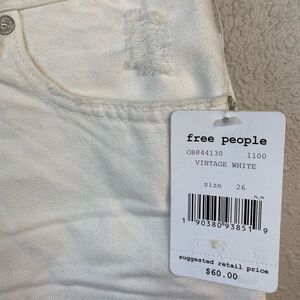 free people
OB844130 1100
VINTAGE WHITE
size 26
1 90380 93851 9
suggested retail price
$60.00